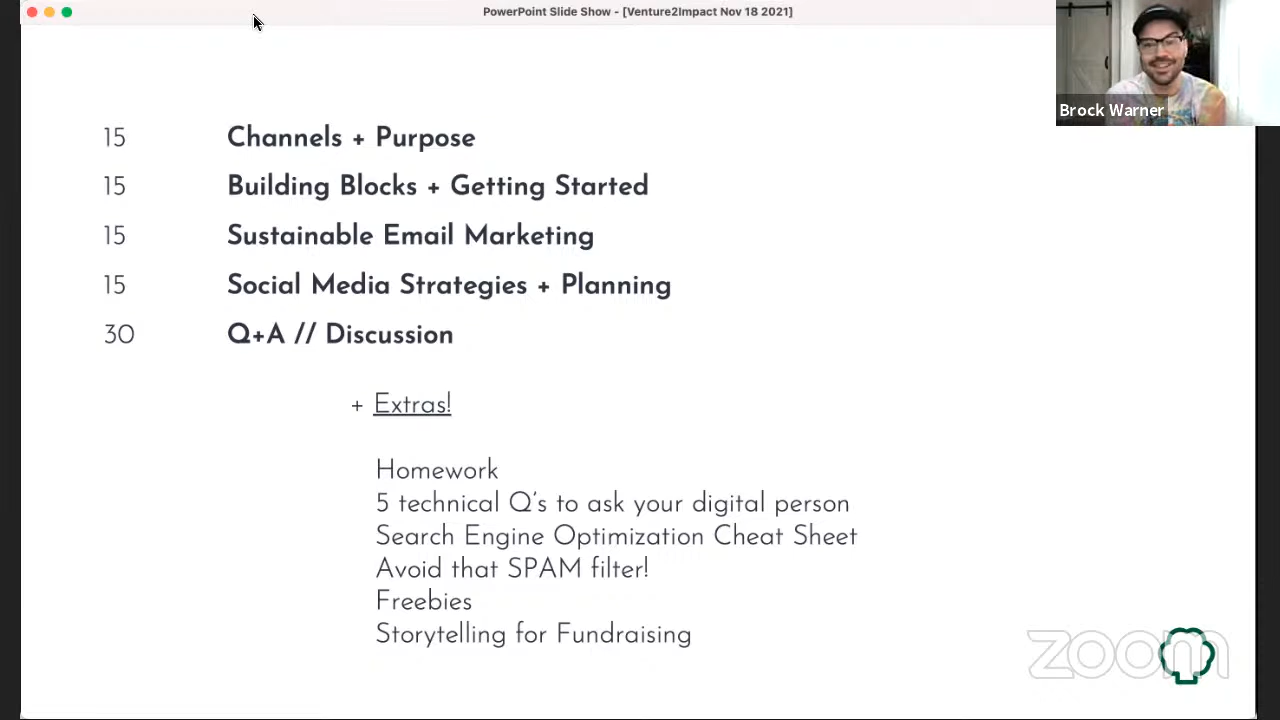 PowerPoint Slide Show - [Venture2Impact Nov 18 2021]
Brock Warner
15 Channels + Purpose
15 Building Blocks + Getting Started
15 Sustainable Email Marketing
15 Social Media Strategies + Planning
30 Q+A // Discussion
+ Extras!
Homework
5 technical Q's to ask your digital person
Search Engine Optimization Cheat Sheet
Avoid that SPAM filter!
Freebies
Storytelling for Fundraising
zoom